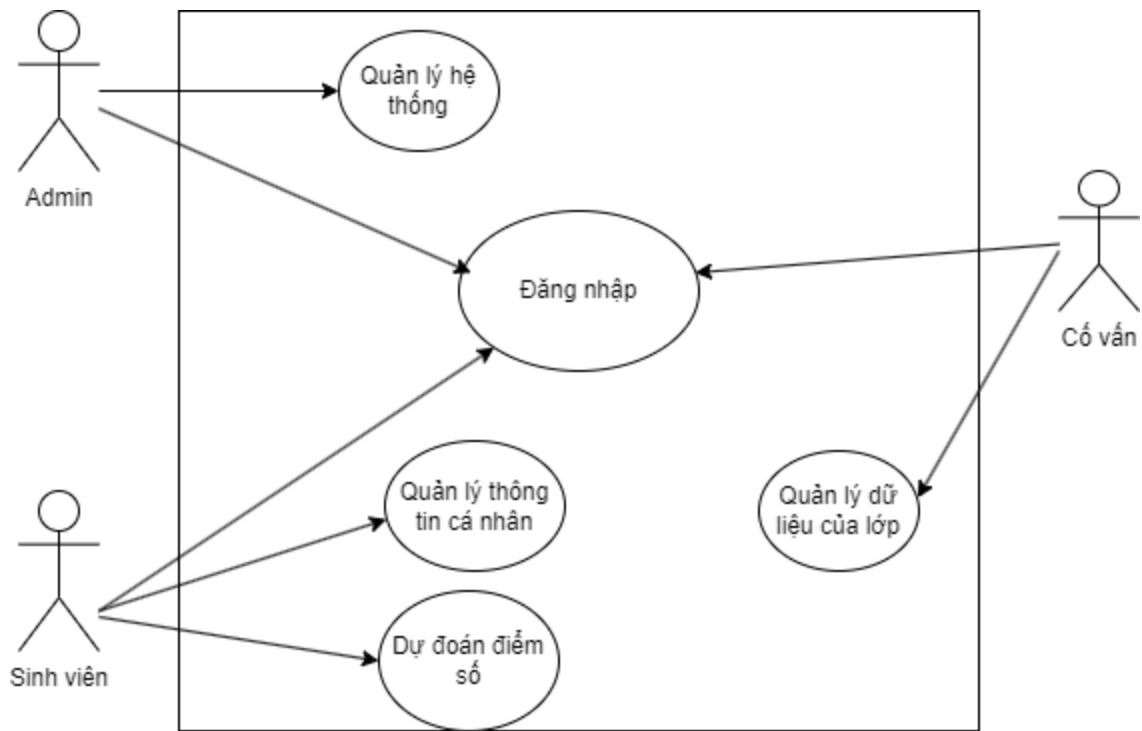 Quản lý hệ
thống
Admin
Đăng nhập
Cố vấn
Quản lý thông
tin cá nhân
Quản lý dữ
liệu của lớp
Dự đoán điểm
số
Sinh viên